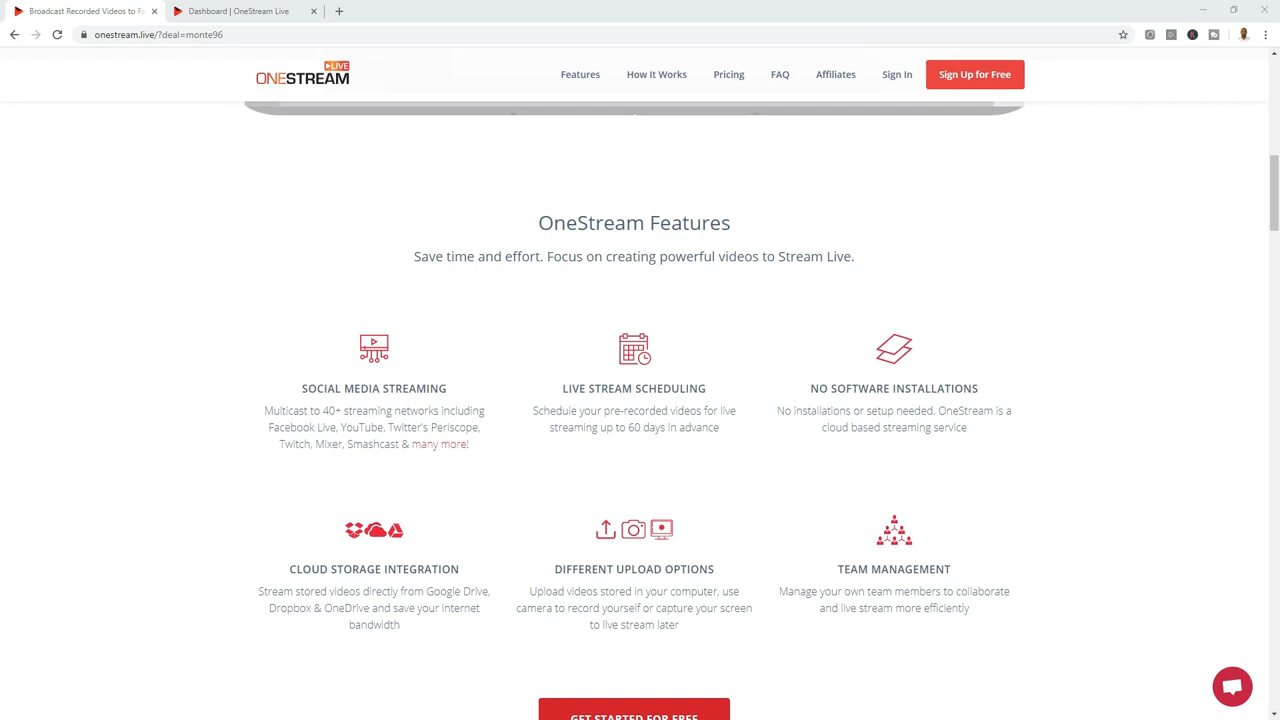 Broadcast Recorded Videos to Fa
Dashboard | OneStream Live
onestream.live/?deal=monte96
ONESTREAM LIVE
Features
How It Works
Pricing
FAQ
Affiliates
Sign In
Sign Up for Free
OneStream Features
Save time and effort. Focus on creating powerful videos to Stream Live.
SOCIAL MEDIA STREAMING
Multicast to 40+ streaming networks including
Facebook Live, YouTube, Twitter's Periscope,
Twitch, Mixer, Smashcast & many more!
LIVE STREAM SCHEDULING
Schedule your pre-recorded videos for live
streaming up to 60 days in advance
NO SOFTWARE INSTALLATIONS
No installations or setup needed. OneStream is a
cloud based streaming service
CLOUD STORAGE INTEGRATION
Stream stored videos directly from Google Drive,
Dropbox & OneDrive and save your internet
bandwidth
DIFFERENT UPLOAD OPTIONS
Upload videos stored in your computer, use
camera to record yourself or capture your screen
to live stream later
TEAM MANAGEMENT
Manage your own team members to collaborate
and live stream more efficiently
GET STARTED FOR FREE